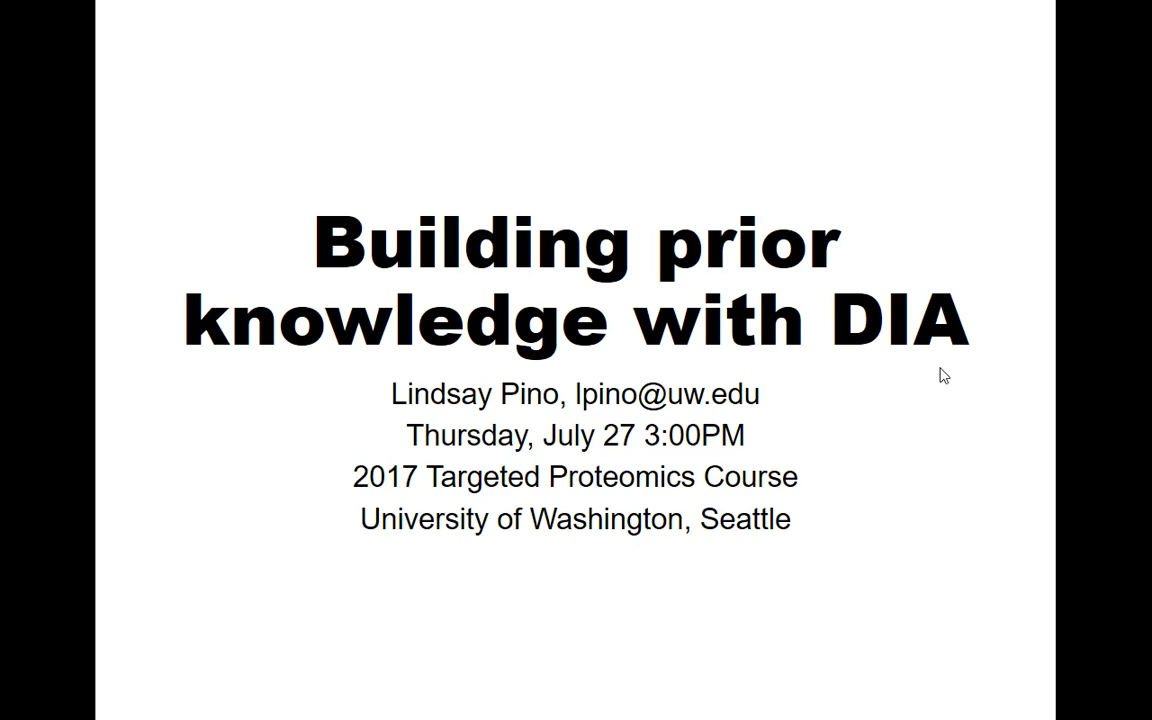 Building prior
knowledge with DIA
Lindsay Pino, lpino@uw.edu
Thursday, July 27 3:00PM
2017 Targeted Proteomics Course
University of Washington, Seattle